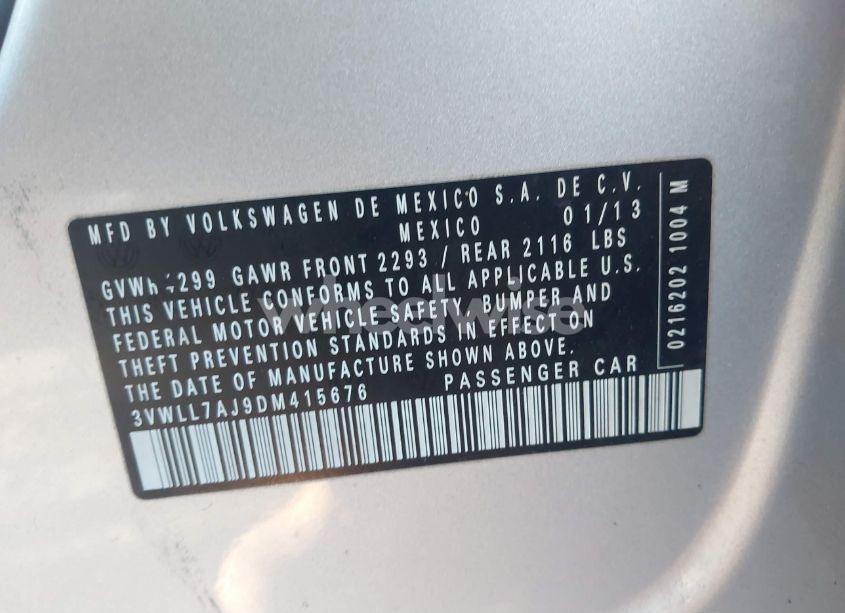 MFD BY VOLKSWAGEN DE MEXICO S.A. DE C.V.
MEXICO 01/13
299 GAWR FRONT 2293 / REAR 2116 LBS
THIS VEHICLE CONFORMS TO ALL APPLICABLE U.S.
FEDERAL MOTOR VEHICLE SAFETY, BUMPER AND
THEFT PREVENTION STANDARDS IN EFFECT ON
THE DATE OF MANUFACTURE SHOWN ABOVE.
3VWLL7AJ9DM415676 PASSENGER CAR
0216202 1004 M
wheelwise